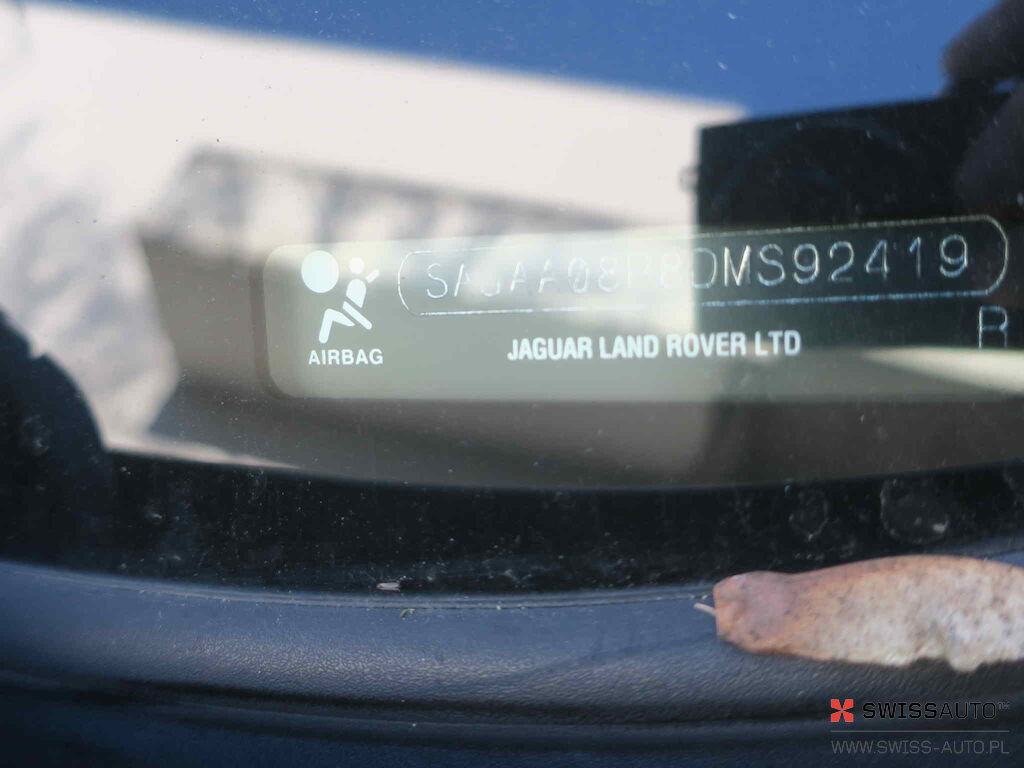 SAJAA08P8DMS92419
AIRBAG
JAGUAR LAND ROVER LTD
R
SWISSAUTO
WWW.SWISS-AUTO.PL